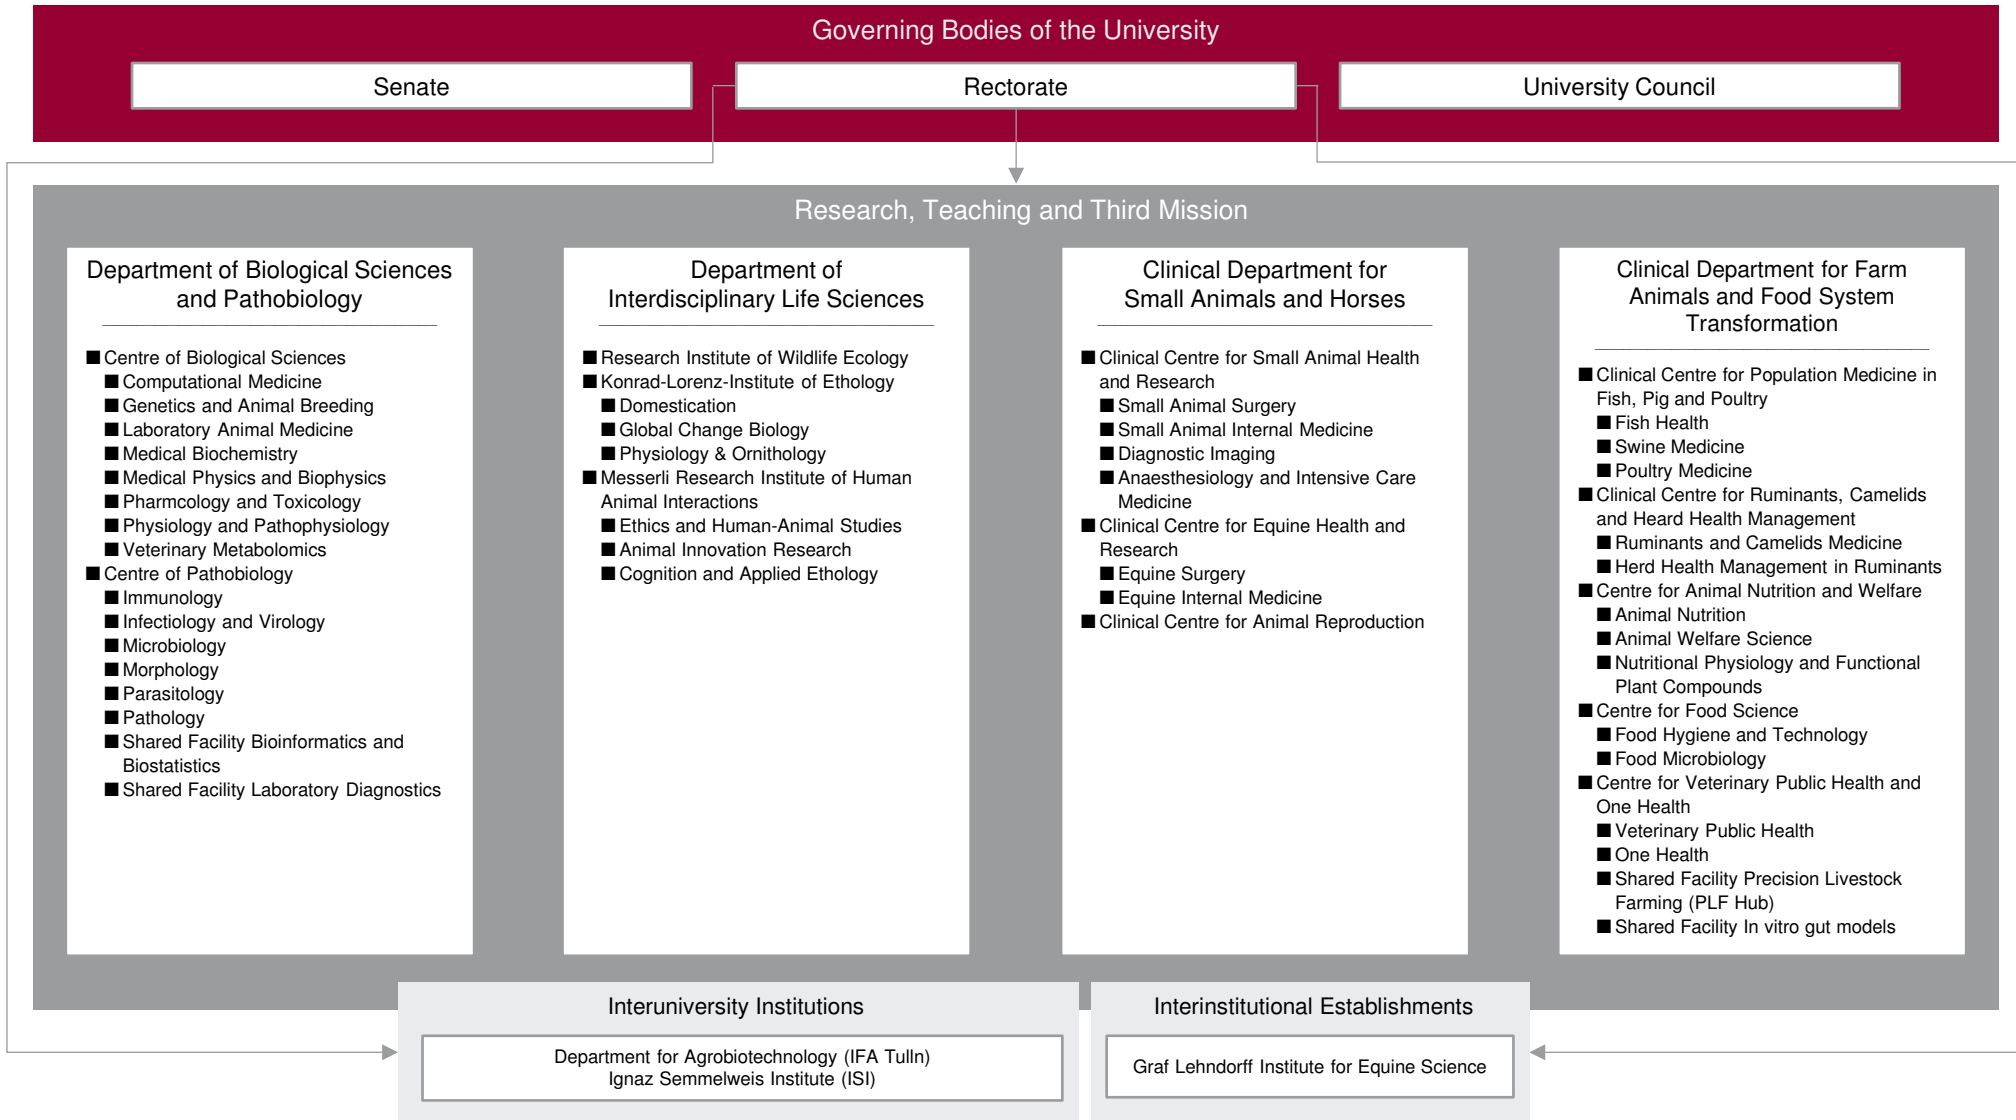 Governing Bodies of the University
Senate
Rectorate
University Council
Research, Teaching and Third Mission
Department of Biological Sciences
and Pathobiology
Centre of Biological Sciences
Computational Medicine
Genetics and Animal Breeding
Laboratory Animal Medicine
Medical Biochemistry
Medical Physics and Biophysics
Pharmcology and Toxicology
Physiology and Pathophysiology
Veterinary Metabolomics
Centre of Pathobiology
Immunology
Infectiology and Virology
Microbiology
Morphology
Parasitology
Pathology
Shared Facility Bioinformatics and
Biostatistics
Shared Facility Laboratory Diagnostics
Department of
Interdisciplinary Life Sciences
Research Institute of Wildlife Ecology
Konrad-Lorenz-Institute of Ethology
Domestication
Global Change Biology
Physiology & Ornithology
Messerli Research Institute of Human
Animal Interactions
Ethics and Human-Animal Studies
Animal Innovation Research
Cognition and Applied Ethology
Clinical Department for
Small Animals and Horses
Clinical Centre for Small Animal Health
and Research
Small Animal Surgery
Small Animal Internal Medicine
Diagnostic Imaging
Anaesthesiology and Intensive Care
Medicine
Clinical Centre for Equine Health and
Research
Equine Surgery
Equine Internal Medicine
Clinical Centre for Animal Reproduction
Clinical Department for Farm
Animals and Food System
Transformation
Clinical Centre for Population Medicine in
Fish, Pig and Poultry
Fish Health
Swine Medicine
Poultry Medicine
Clinical Centre for Ruminants, Camelids
and Heard Health Management
Ruminants and Camelids Medicine
Herd Health Management in Ruminants
Centre for Animal Nutrition and Welfare
Animal Nutrition
Animal Welfare Science
Nutritional Physiology and Functional
Plant Compounds
Centre for Food Science
Food Hygiene and Technology
Food Microbiology
Centre for Veterinary Public Health and
One Health
Veterinary Public Health
One Health
Shared Facility Precision Livestock
Farming (PLF Hub)
Shared Facility In vitro gut models
Interuniversity Institutions
Department for Agrobiotechnology (IFA Tulln)
Ignaz Semmelweis Institute (ISI)
Interinstitutional Establishments
Graf Lehndorff Institute for Equine Science